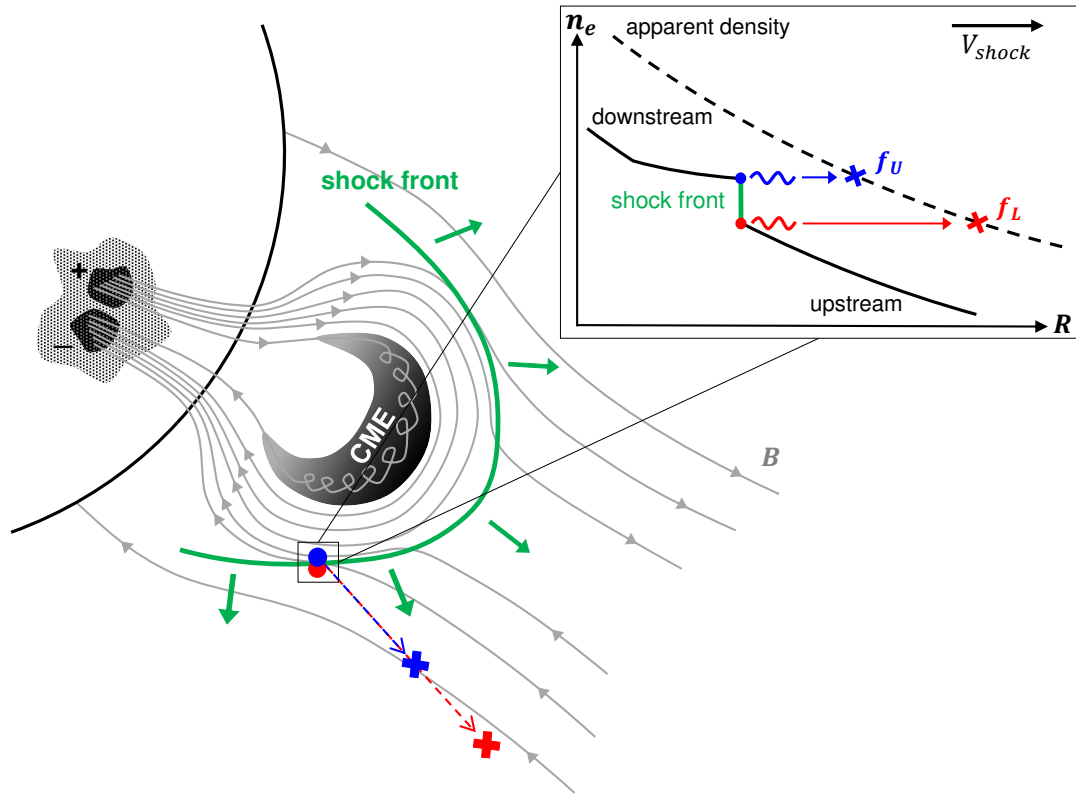 n_e
apparent density
V_shock
downstream
f_U
shock front
f_L
upstream
R
shock front
+
−
CME
B